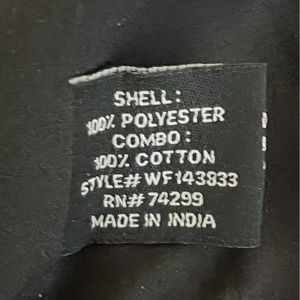 SHELL:
100% POLYESTER
COMBO:
100% COTTON
STYLE# WF143833
RN# 74299
MADE IN INDIA